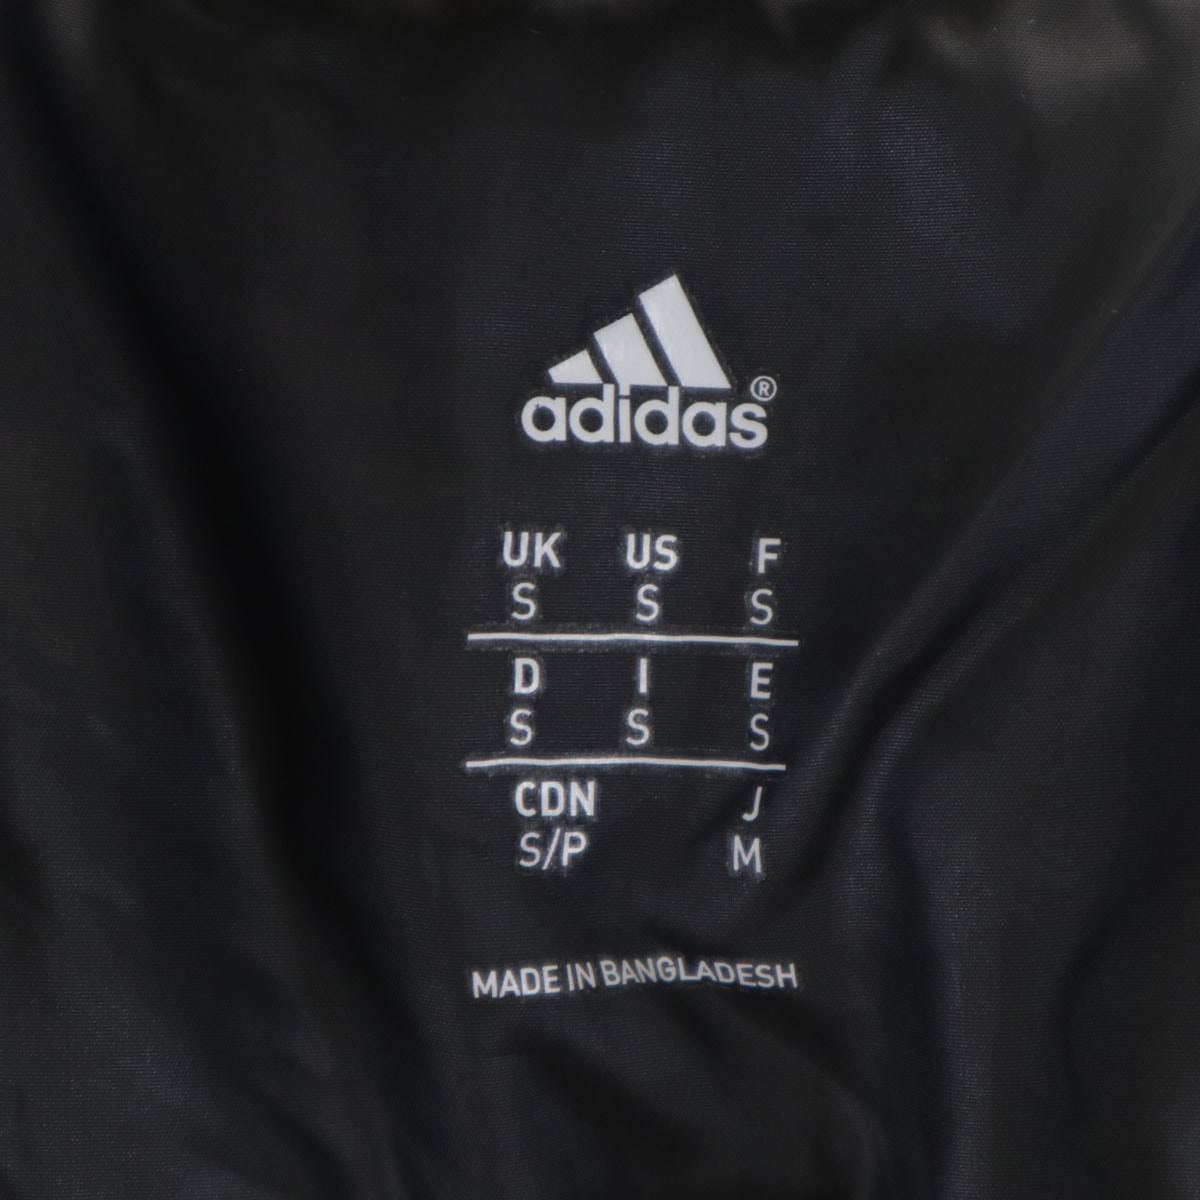 adidas®
UK US F
S S S
D I E
S S S
CDN J
S/P M
MADE IN BANGLADESH